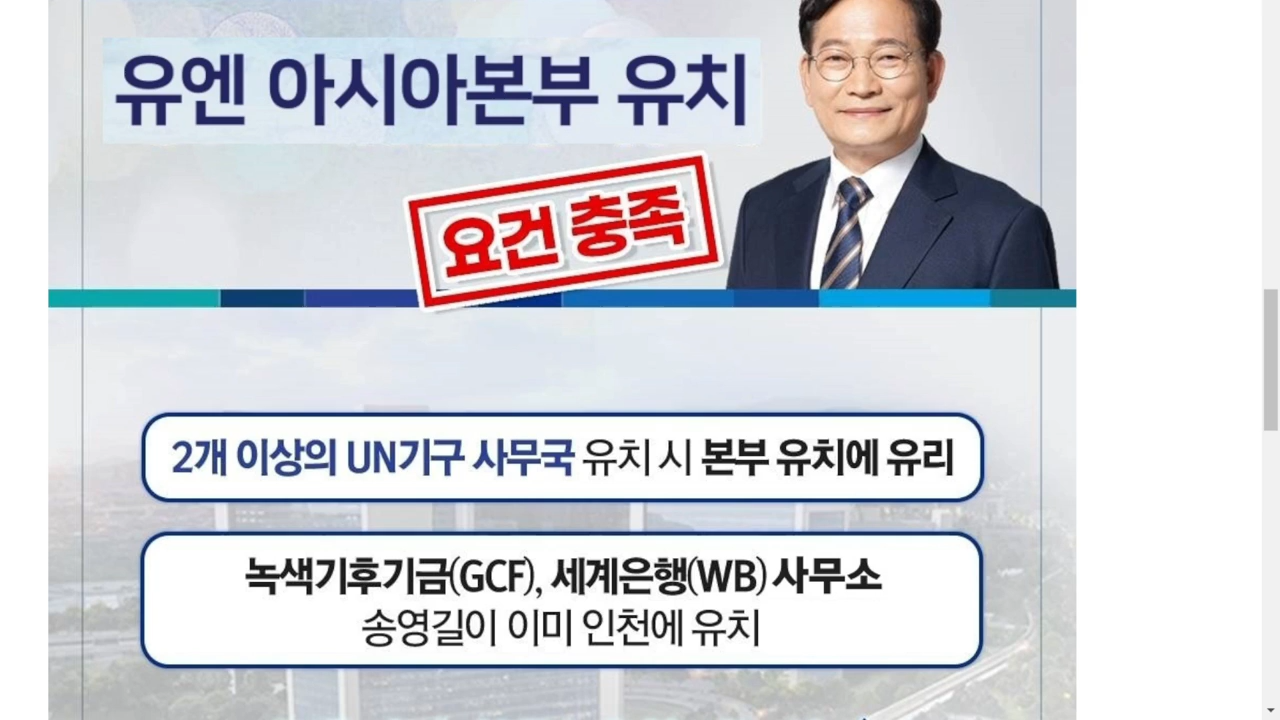 유엔 아시아본부 유치
요건 충족
2개 이상의 UN기구 사무국 유치 시 본부 유치에 유리
녹색기후기금(GCF), 세계은행(WB) 사무소
송영길이 이미 인천에 유치